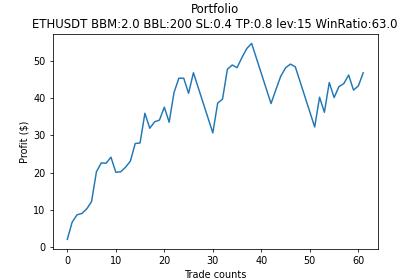 Portfolio
ETHUSDT BBM:2.0 BBL:200 SL:0.4 TP:0.8 lev:15 WinRatio:63.0
50
40
30
20
10
0
Profit ($)
0 10 20 30 40 50 60
Trade counts